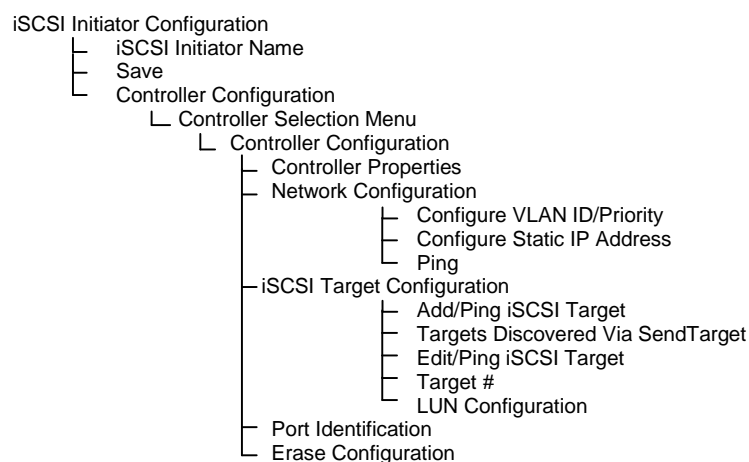 iSCSI Initiator Configuration
iSCSI Initiator Name
Save
Controller Configuration
Controller Selection Menu
Controller Configuration
Controller Properties
Network Configuration
Configure VLAN ID/Priority
Configure Static IP Address
Ping
iSCSI Target Configuration
Add/Ping iSCSI Target
Targets Discovered Via SendTarget
Edit/Ping iSCSI Target
Target #
LUN Configuration
Port Identification
Erase Configuration